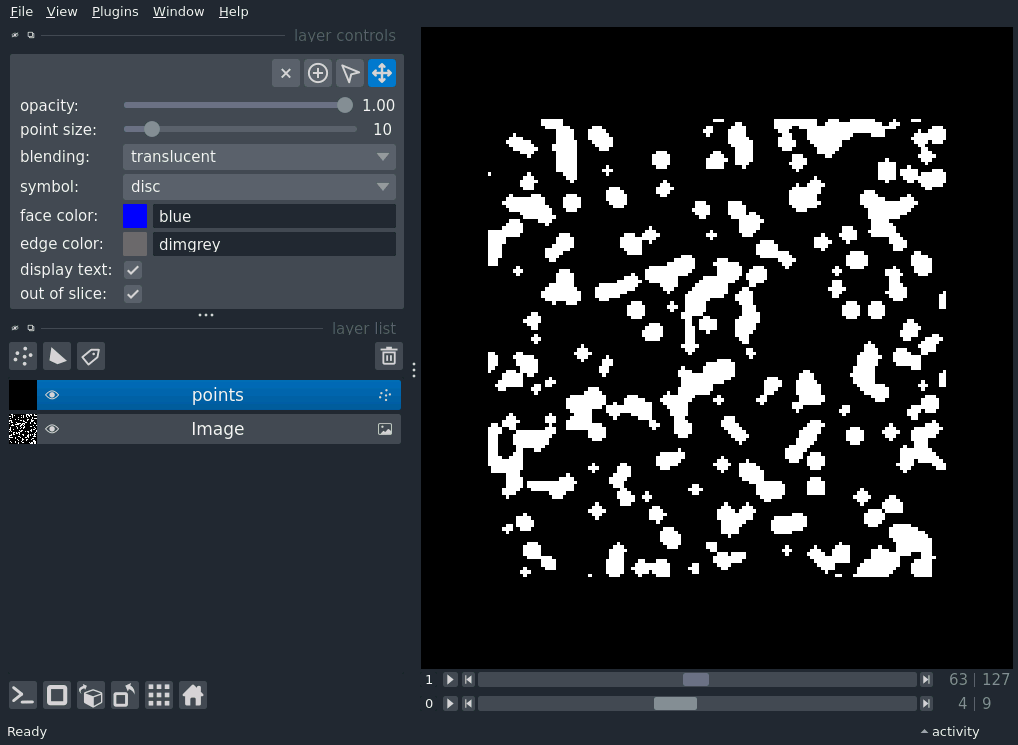 File View Plugins Window Help
layer controls
opacity: 1.00
point size: 10
blending: translucent
symbol: disc
face color: blue
edge color: dimgrey
display text:
out of slice:
layer list
points
Image
1 63 | 127
0 4 | 9
Ready activity